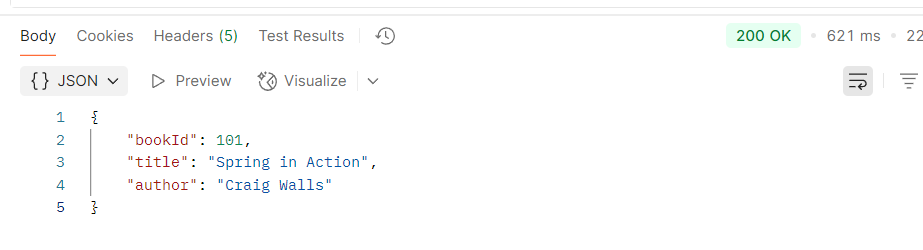 Body Cookies Headers (5) Test Results 200 OK • 621 ms • 22
{} JSON Preview Visualize
1 {
2 "bookId": 101,
3 "title": "Spring in Action",
4 "author": "Craig Walls"
5 }